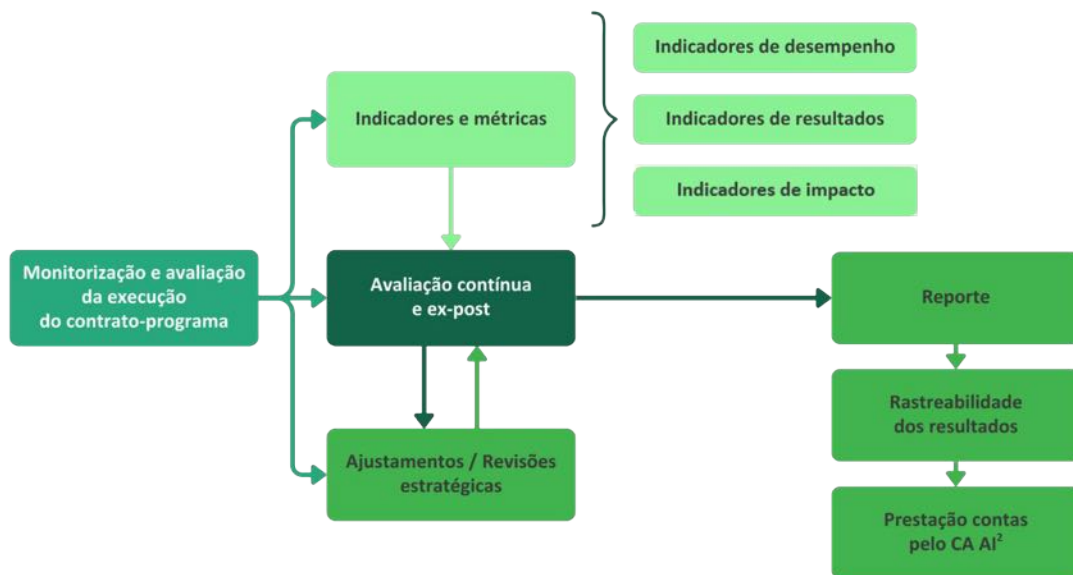 Indicadores de desempenho
Indicadores e métricas
Indicadores de resultados
Indicadores de impacto
Monitorização e avaliação
da execução
do contrato-programa
Avaliação contínua
e ex-post
Reporte
Rastreabilidade
dos resultados
Ajustamentos / Revisões
estratégicas
Prestação contas
pelo CA AI²